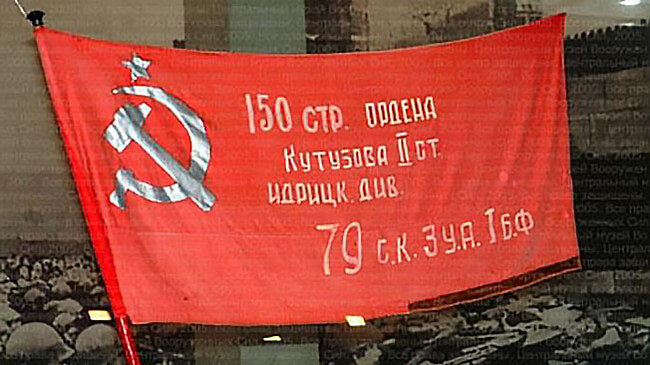 150 СТР. ОРДЕНА
КУТУЗОВА II СТ.
ИДРИЦК. ДИВ.
79 С.К. 3 У.А. 1 Б.Ф